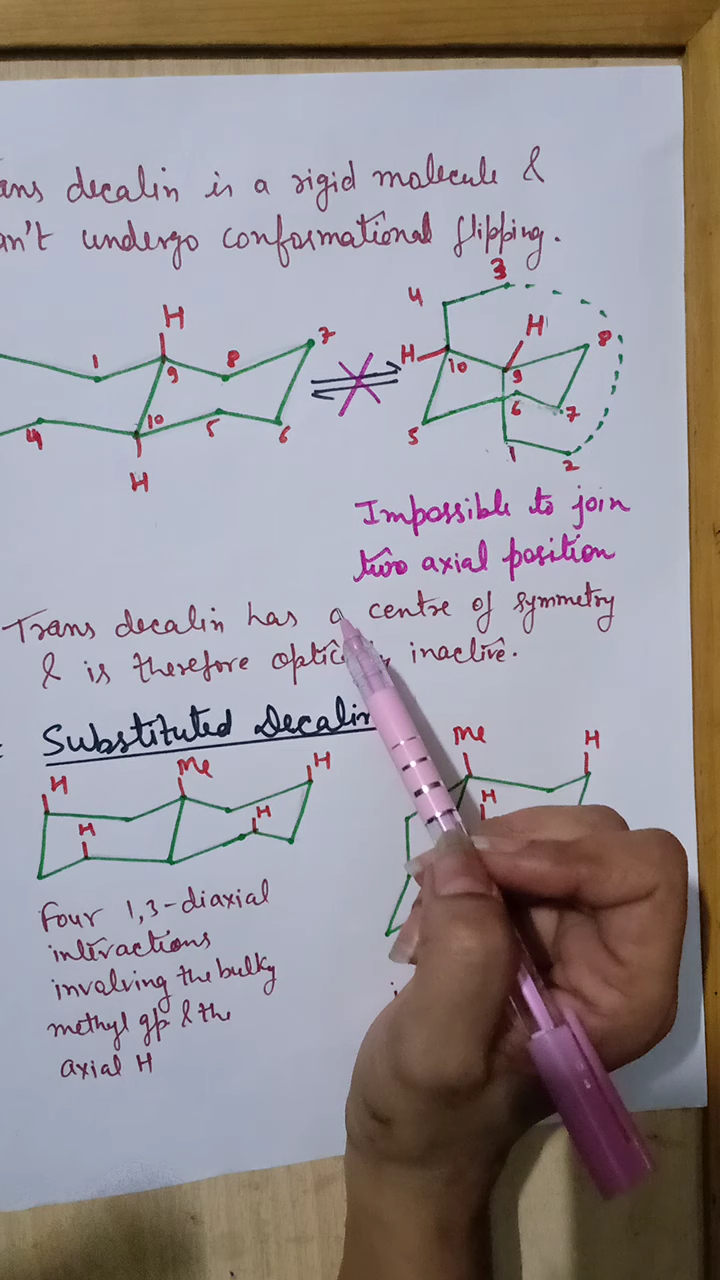 ans decalin is a rigid molecule &
an't undergo conformational flipping.
H
1
9
8
7
10
4
5
6
H
4
3
H
H
10
9
8
6
7
5
1
2
Impossible to join
two axial position
Trans decalin has a centre of symmetry
& is therefore optic inactive.
Substituted Decalin
H
Me
H
H
H
Me
H
H
Four 1,3-diaxial
interactions
involving the bulky
methyl gp & the
axial H